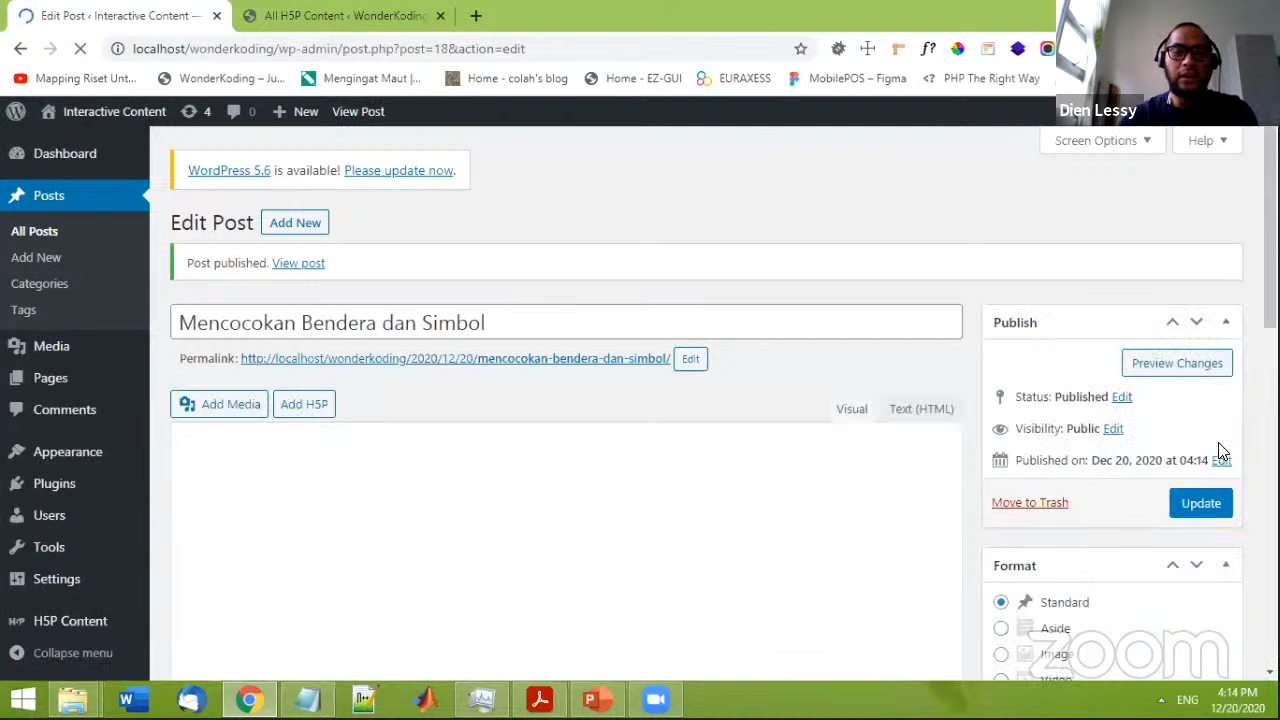 Edit Post ‹ Interactive Content —
All H5P Content ‹ WonderKoding
localhost/wonderkoding/wp-admin/post.php?post=18&action=edit
f?
Mapping Riset Unt...
WonderKoding – Ju...
Mengingat Maut |...
Home - colah's blog
Home - EZ-GUI
EURAXESS
MobilePOS – Figma
<?
PHP The Right Way
Dien Lessy
Interactive Content
4
0
New
View Post
Screen Options
Help
Dashboard
Posts
All Posts
Add New
Categories
Tags
Media
Pages
Comments
Appearance
Plugins
Users
Tools
Settings
H5P H5P Content
Collapse menu
WordPress 5.6 is available! Please update now.
Edit Post
Add New
Post published. View post
Mencocokan Bendera dan Simbol
Permalink: http://localhost/wonderkoding/2020/12/20/mencocokan-bendera-dan-simbol/ Edit
Add Media
Add H5P
Visual
Text (HTML)
Publish
Preview Changes
Status: Published Edit
Visibility: Public Edit
Published on: Dec 20, 2020 at 04:14 Edit
Move to Trash
Update
Format
Standard
Aside
Image
Video
zoom
ENG
4:14 PM
12/20/2020